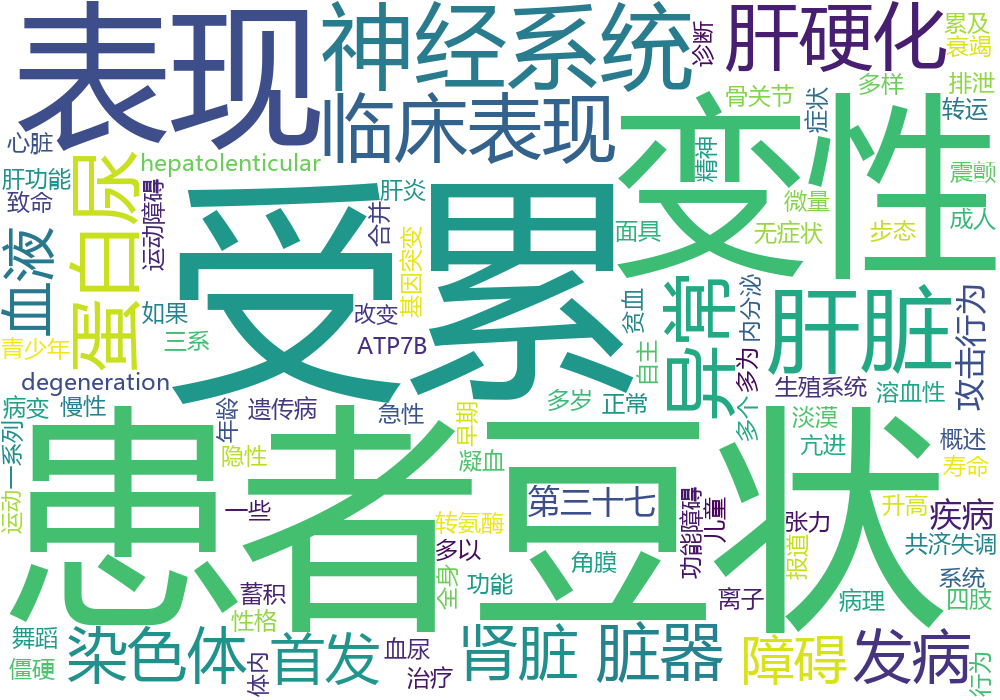 表现
神经系统
诊断
肝硬化
累及
衰竭
骨关节
多样
排泄
转运
临床表现
症状
心脏
hepatolenticular
肝功能
致命
蛋白尿
运动障碍
肝炎
合并
精神
变性
微量
震颤
成人
面具
无症状
步态
血液
受累
基因突变
异常
内分泌
肝脏
攻击行为
如果
改变
贫血
三系
青少年
ATP7B
自主
多为
degeneration
多岁
正常
多个
生殖系统
溶血性
病变
慢性
年龄
遗传病
急性
早期
淡漠
概述
一系列
隐性
凝血
亢进
寿命
患者
豆状
第三十七
运动
一些
转氨酶
功能障碍
儿童
张力
升高
疾病
多以
角膜
报道
共济失调
蓄积
全身
功能
离子
病理
系统
四肢
性格
舞蹈
僵硬
染色体
体内
首发
血尿
治疗
肾脏
脏器
障碍
发病
行为